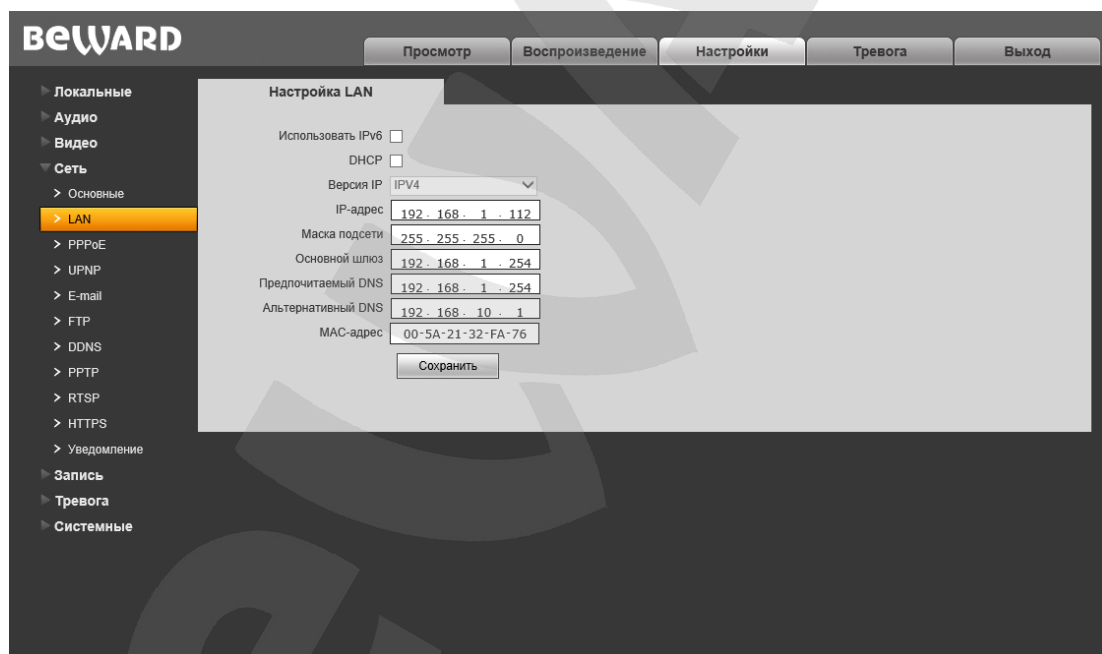 BEWARD
Просмотр Воспроизведение Настройки Тревога Выход
Локальные
Аудио
Видео
Сеть
Основные
LAN
PPPoE
UPNP
E-mail
FTP
DDNS
PPTP
RTSP
HTTPS
Уведомление
Запись
Тревога
Системные
Настройка LAN
Использовать IPv6
DHCP
Версия IP IPV4
IP-адрес 192 . 168 . 1 . 112
Маска подсети 255 . 255 . 255 . 0
Основной шлюз 192 . 168 . 1 . 254
Предпочитаемый DNS 192 . 168 . 1 . 254
Альтернативный DNS 192 . 168 . 10 . 1
MAC-адрес 00-5A-21-32-FA-76
Сохранить